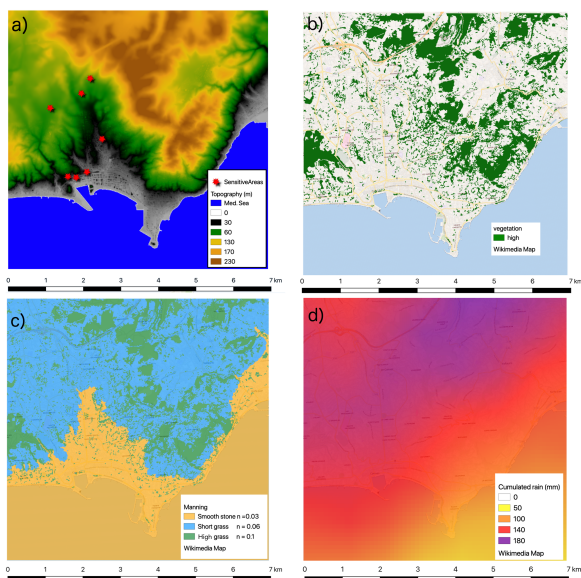 a)
SensitiveAreas
Topography (m)
Med. Sea
0
30
60
130
170
230
0 1 2 3 4 5 6 7 km
b)
vegetation
high
Wikimedia Map
0 1 2 3 4 5 6 7 km
c)
Manning
Smooth stone n =0.03
Short grass n = 0.06
High grass n = 0.1
Wikimedia Map
0 1 2 3 4 5 6 7 km
d)
Cumulated rain (mm)
0
50
100
140
180
Wikimedia Map
0 1 2 3 4 5 6 7 km